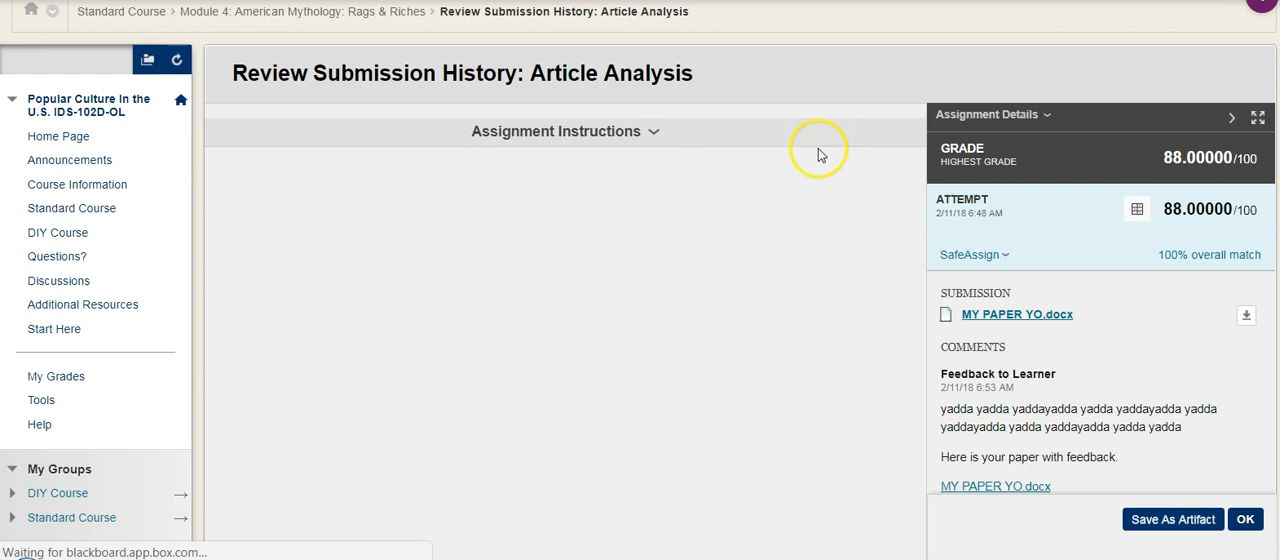 Standard Course > Module 4: American Mythology: Rags & Riches > Review Submission History: Article Analysis
Popular Culture in the
U.S. IDS-102D-OL
Home Page
Announcements
Course Information
Standard Course
DIY Course
Questions?
Discussions
Additional Resources
Start Here
My Grades
Tools
Help
My Groups
DIY Course
Standard Course
Waiting for blackboard.app.box.com...
Review Submission History: Article Analysis
Assignment Instructions
Assignment Details
GRADE
HIGHEST GRADE
88.00000/100
ATTEMPT
2/11/18 6:48 AM
88.00000/100
SafeAssign
100% overall match
SUBMISSION
MY PAPER YO.docx
COMMENTS
Feedback to Learner
2/11/18 6:53 AM
yadda yadda yaddayadda yadda yaddayadda yadda
yaddayadda yadda yaddayadda yadda yadda
Here is your paper with feedback.
MY PAPER YO.docx
Save As Artifact
OK